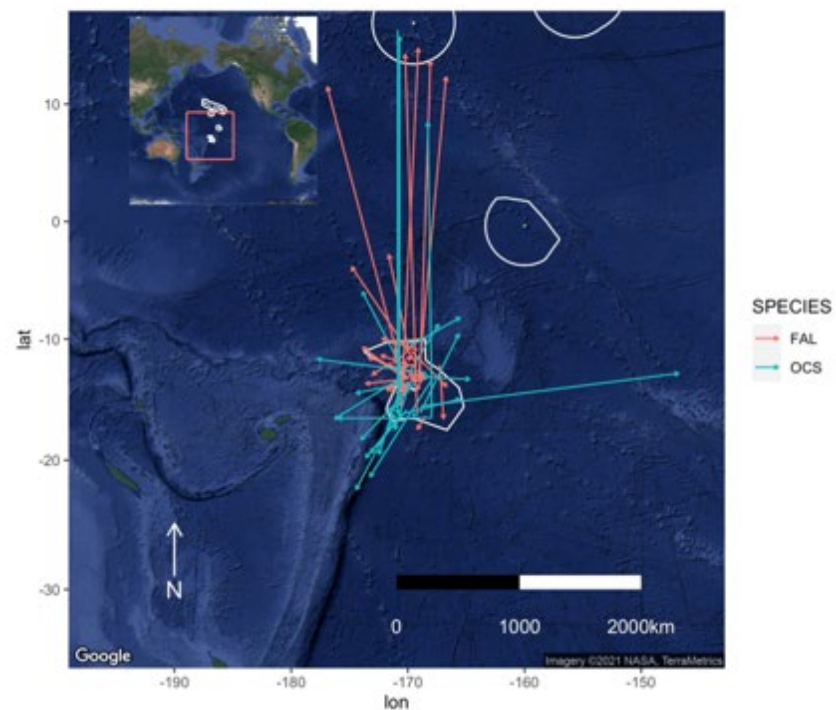 10
0
-10
-20
-30
lat
N
0 1000 2000km
Google
Imagery ©2021 NASA, TerraMetrics
-190 -180 -170 -160 -150
lon
SPECIES
FAL
OCS